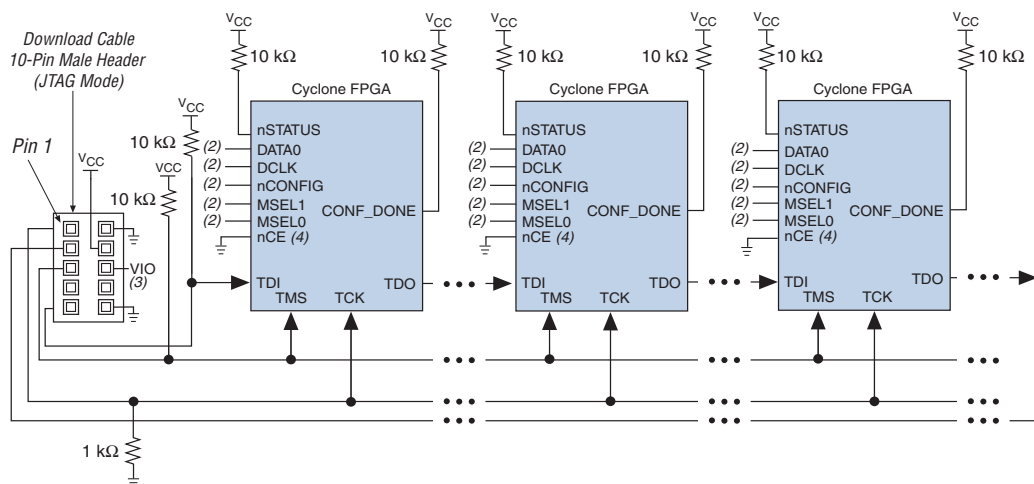 Download Cable
10-Pin Male Header
(JTAG Mode)
Pin 1
VCC
VIO
(3)
VCC
10 kΩ
VCC
10 kΩ
1 kΩ
VCC
10 kΩ
VCC
10 kΩ
Cyclone FPGA
nSTATUS
(2) DATA0
(2) DCLK
(2) nCONFIG
(2) MSEL1
(2) MSEL0
CONF_DONE
nCE (4)
TDI
TDO
TMS
TCK
VCC
10 kΩ
VCC
10 kΩ
Cyclone FPGA
nSTATUS
(2) DATA0
(2) DCLK
(2) nCONFIG
(2) MSEL1
(2) MSEL0
CONF_DONE
nCE (4)
TDI
TDO
TMS
TCK
VCC
10 kΩ
VCC
10 kΩ
Cyclone FPGA
nSTATUS
(2) DATA0
(2) DCLK
(2) nCONFIG
(2) MSEL1
(2) MSEL0
CONF_DONE
nCE (4)
TDI
TDO
TMS
TCK